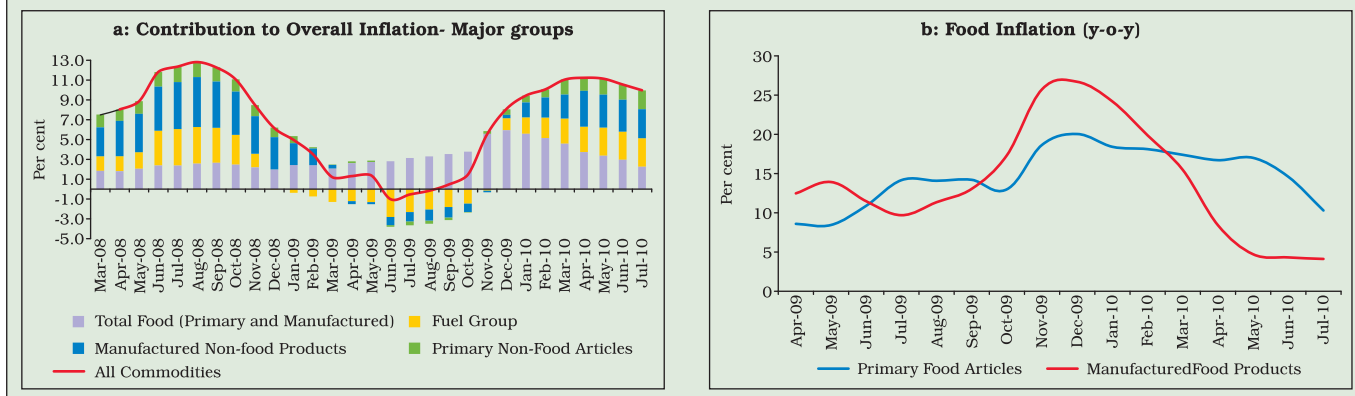 a: Contribution to Overall Inflation- Major groups
Per cent
13.0
11.0
9.0
7.0
5.0
3.0
1.0
-1.0
-3.0
-5.0
Mar-08
Apr-08
May-08
Jun-08
Jul-08
Aug-08
Sep-08
Oct-08
Nov-08
Dec-08
Jan-09
Feb-09
Mar-09
Apr-09
May-09
Jun-09
Jul-09
Aug-09
Sep-09
Oct-09
Nov-09
Dec-09
Jan-10
Feb-10
Mar-10
Apr-10
May-10
Jun-10
Jul-10
Total Food (Primary and Manufactured)
Fuel Group
Manufactured Non-food Products
Primary Non-Food Articles
All Commodities
b: Food Inflation (y-o-y)
Per cent
30
25
20
15
10
5
0
Apr-09
May-09
Jun-09
Jul-09
Aug-09
Sep-09
Oct-09
Nov-09
Dec-09
Jan-10
Feb-10
Mar-10
Apr-10
May-10
Jun-10
Jul-10
Primary Food Articles
ManufacturedFood Products